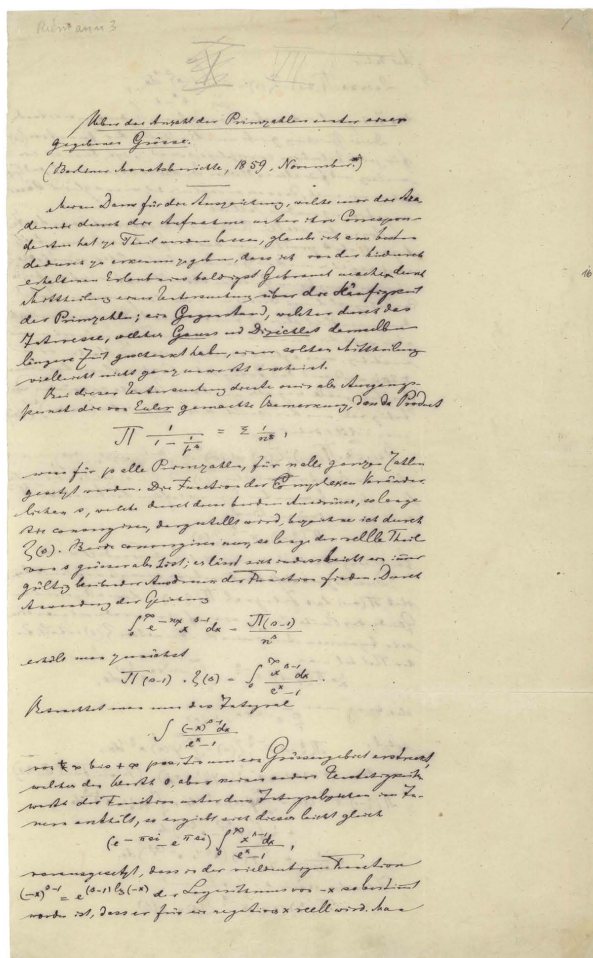 Riemann 3
1
VII
Ueber die Anzahl der Primzahlen unter einer
gegebenen Grösse.
(Berliner Monatsberichte, 1859, November.*)
Meinen Dank für die Auszeichnung, welche mir die Aka
demie durch die Aufnahme unter ihre Correspon
denten hat zu Theil werden lassen, glaube ich am besten
dadurch zu erkennen zu geben, dass ich von der hiedurch
erhaltenen Erlaubniss baldigst Gebrauch mache durch
Mittheilung einer Untersuchung über die Häufigkeit
der Primzahlen; ein Gegenstand, welcher durch das
Interesse, welches Gauss und Dirichlet demselben
längere Zeit geschenkt haben, einer solchen Mittheilung
vielleicht nicht ganz unwerth erscheint.
Bei dieser Untersuchung diente mir als Ausgangs-
punct die von Euler gemachte Bemerkung, dass das Product
∏ 1/(1 − 1/p^s) = Σ 1/n^s,
wenn für p alle Primzahlen, für n alle ganzen Zahlen
gesetzt werden. Die Function der complexen Veränder
lichen s, welche durch diese beiden Ausdrücke, so lange
sie convergiren, dargestellt wird, bezeichne ich durch
ζ(s). Beide convergiren nur, so lange der reelle Theil
von s grösser als 1 ist; es lässt sich indess leicht ein immer
gültig bleibender Ausdruck der Function finden. Durch
Anwendung der Gleichung
∫₀^∞ e^{−nx} x^{s−1} dx = Π(s−1)/n^s
erhält man zunächst
Π(s−1) . ζ(s) = ∫₀^∞ x^{s−1}dx/(e^x−1) .
Betrachtet man nun das Integral
∫ (−x)^{s−1}dx/(e^x−1)
von + ∞ bis + ∞ positiv um ein Grössengebiet erstreckt,
welches den Werth 0, aber keinen andern Unstetigkeits
werth der Function unter dem Integralzeichen im In-
nern enthält, so ergiebt sich dieses leicht gleich
(e^{−πsi} − e^{πsi}) ∫₀^∞ x^{s−1}dx/(e^x−1) ,
vorausgesetzt, dass in der vieldeutigen Function
(−x)^{s−1} = e^{(s−1) lg(−x)} der Logarithmus von −x so bestimmt
worden ist, dass er für ein negatives x reell wird. Man